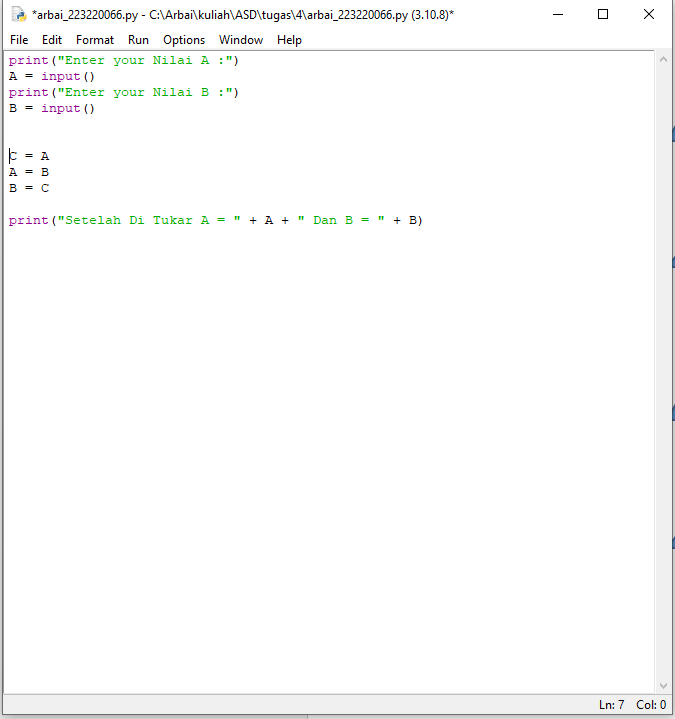 *arbai_223220066.py - C:\Arbai\kuliah\ASD\tugas\4\arbai_223220066.py (3.10.8)*
File Edit Format Run Options Window Help
print("Enter your Nilai A :")
A = input()
print("Enter your Nilai B :")
B = input()
C = A
A = B
B = C
print("Setelah Di Tukar A = " + A + " Dan B = " + B)
Ln: 7 Col: 0